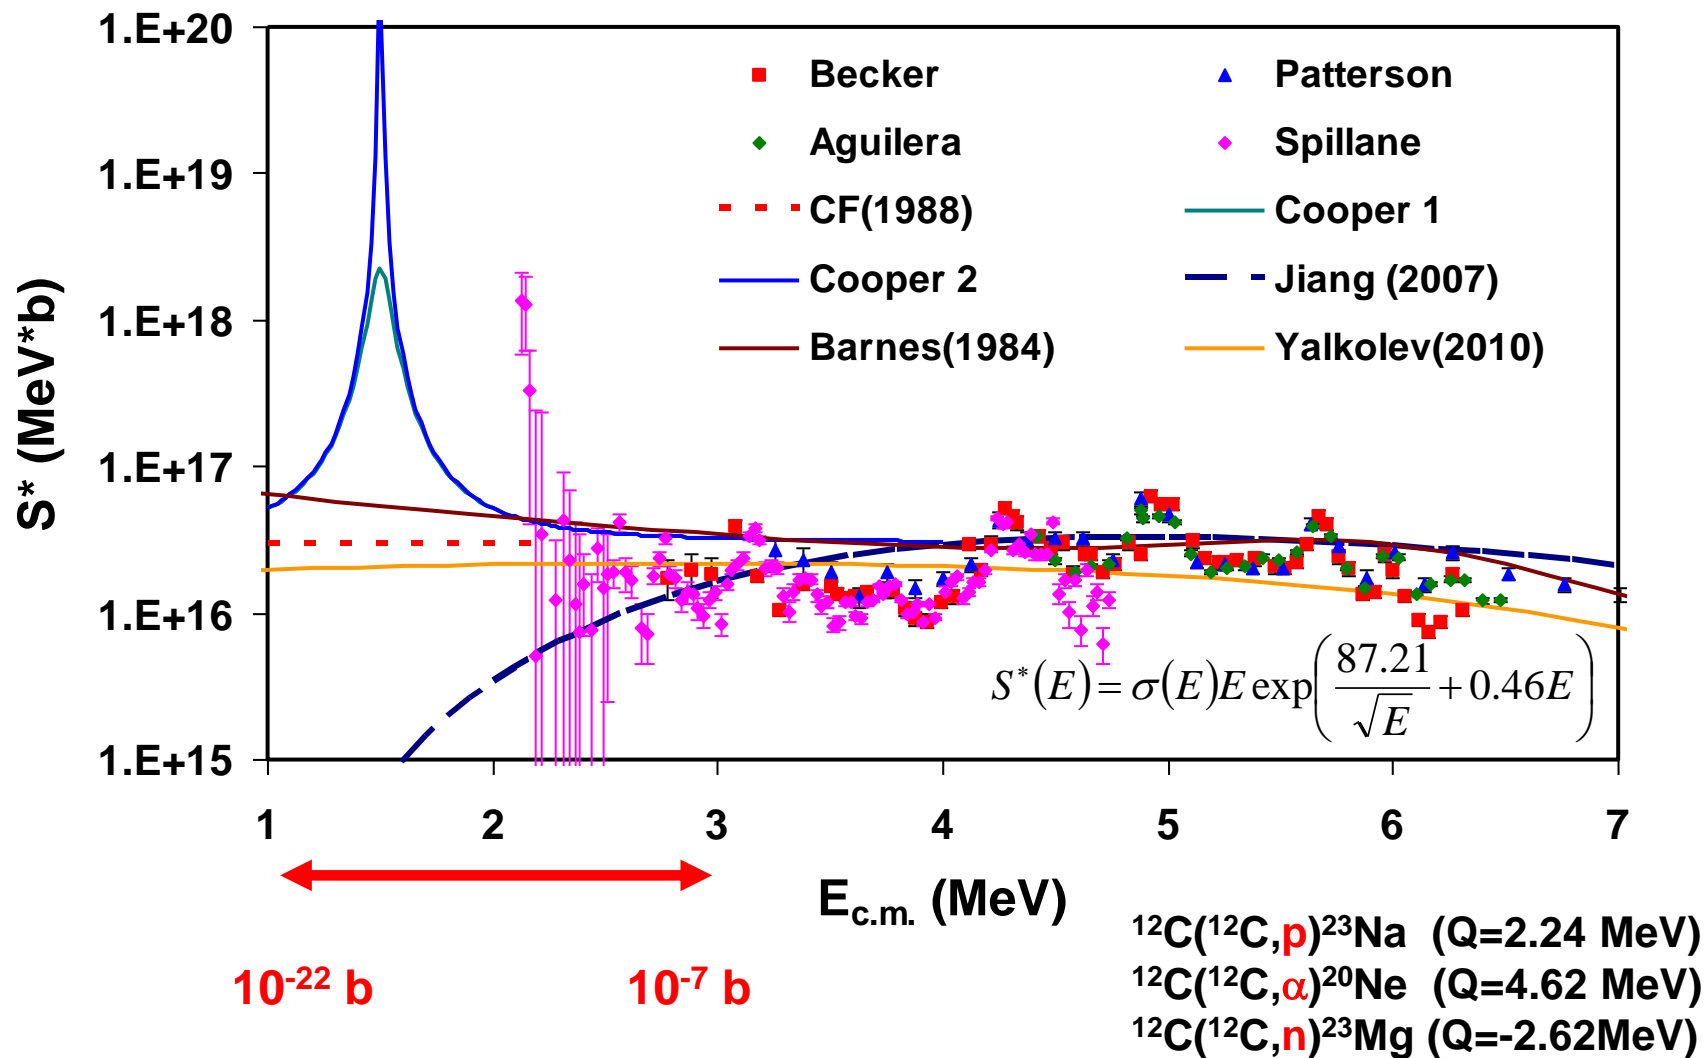 1.E+20
1.E+19
1.E+18
1.E+17
1.E+16
1.E+15
S* (MeV*b)
Becker
Patterson
Aguilera
Spillane
CF(1988)
Cooper 1
Cooper 2
Jiang (2007)
Barnes(1984)
Yalkolev(2010)
S*(E) = σ(E)E exp(87.21/√E + 0.46E)
1 2 3 4 5 6 7
E_c.m. (MeV)
10⁻²² b 10⁻⁷ b
¹²C(¹²C,p)²³Na (Q=2.24 MeV)
¹²C(¹²C,α)²⁰Ne (Q=4.62 MeV)
¹²C(¹²C,n)²³Mg (Q=-2.62MeV)